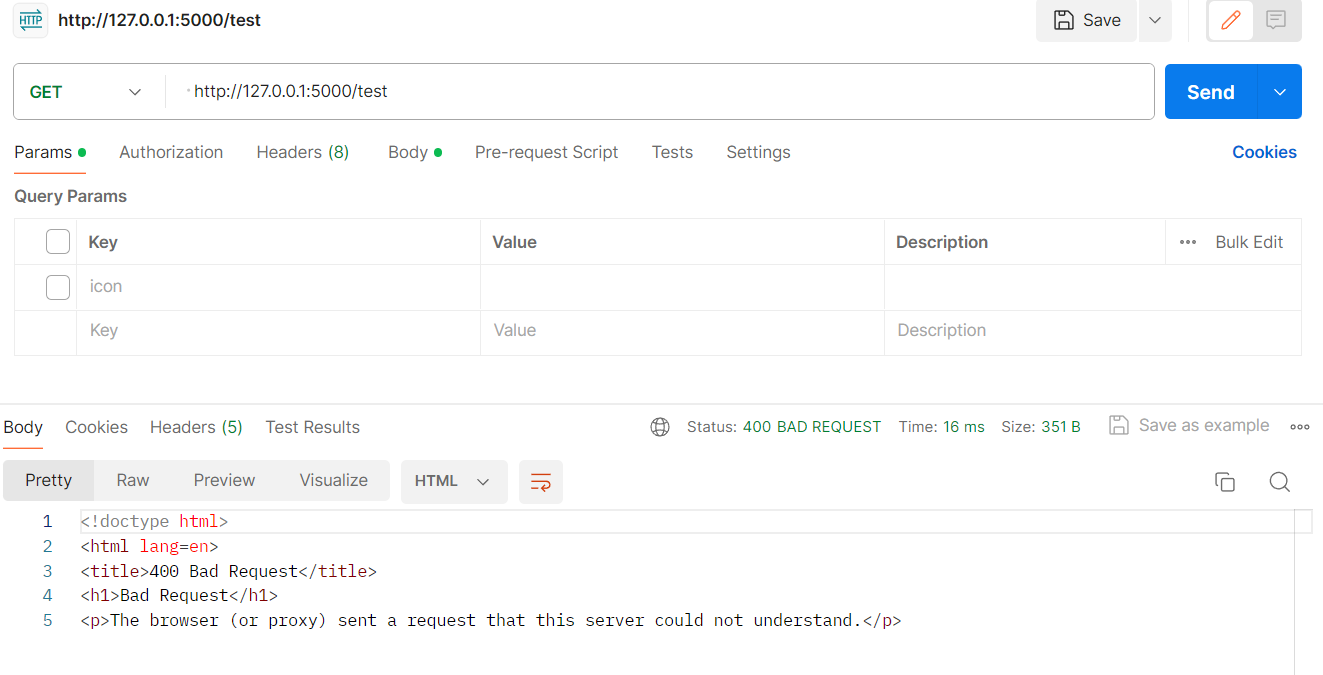 HTTP http://127.0.0.1:5000/test Save
GET http://127.0.0.1:5000/test Send
Params Authorization Headers (8) Body Pre-request Script Tests Settings Cookies
Query Params
Key Value Description Bulk Edit
icon
Key Value Description
Body Cookies Headers (5) Test Results Status: 400 BAD REQUEST Time: 16 ms Size: 351 B Save as example
Pretty Raw Preview Visualize HTML
1 <!doctype html>
2 <html lang=en>
3 <title>400 Bad Request</title>
4 <h1>Bad Request</h1>
5 <p>The browser (or proxy) sent a request that this server could not understand.</p>